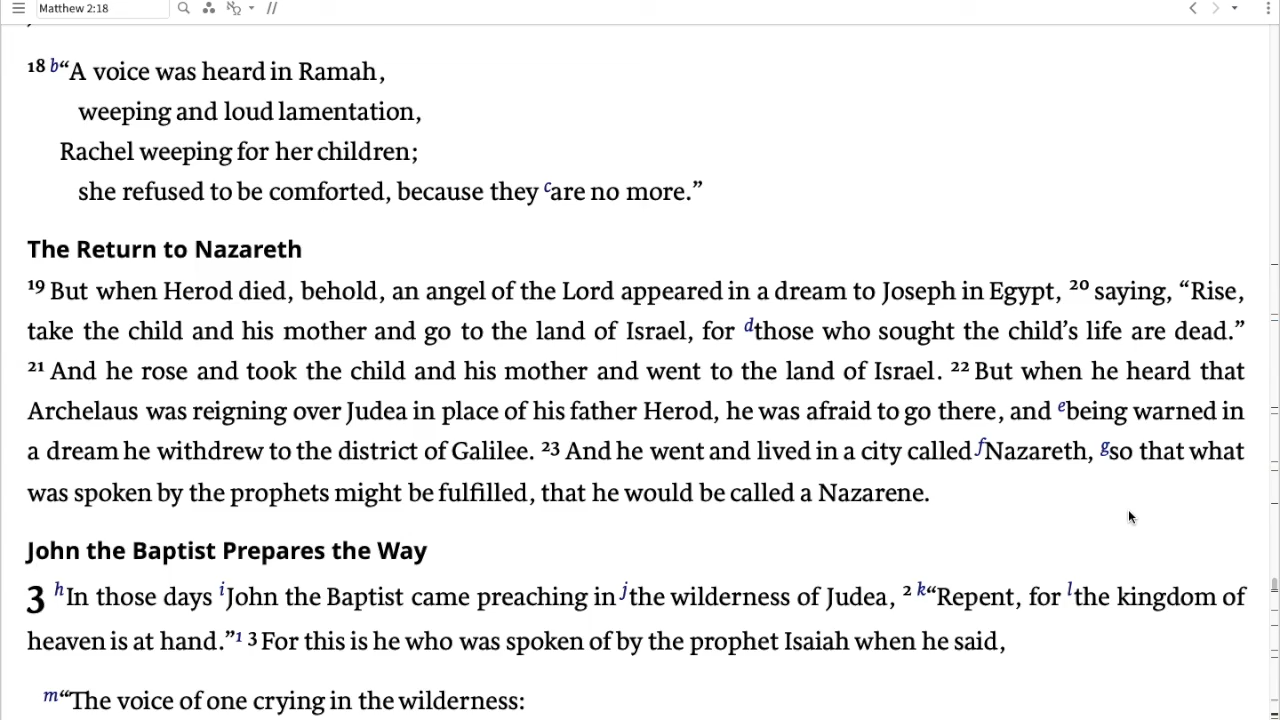 Matthew 2:18
18 b“A voice was heard in Ramah,
weeping and loud lamentation,
Rachel weeping for her children;
she refused to be comforted, because they care no more.”
The Return to Nazareth
19 But when Herod died, behold, an angel of the Lord appeared in a dream to Joseph in Egypt, 20 saying, “Rise,
take the child and his mother and go to the land of Israel, for dthose who sought the child’s life are dead.”
21 And he rose and took the child and his mother and went to the land of Israel. 22 But when he heard that
Archelaus was reigning over Judea in place of his father Herod, he was afraid to go there, and ebeing warned in
a dream he withdrew to the district of Galilee. 23 And he went and lived in a city called fNazareth, gso that what
was spoken by the prophets might be fulfilled, that he would be called a Nazarene.
John the Baptist Prepares the Way
3 hIn those days iJohn the Baptist came preaching in jthe wilderness of Judea, 2 k“Repent, for lthe kingdom of
heaven is at hand.”1 3 For this is he who was spoken of by the prophet Isaiah when he said,
m“The voice of one crying in the wilderness: